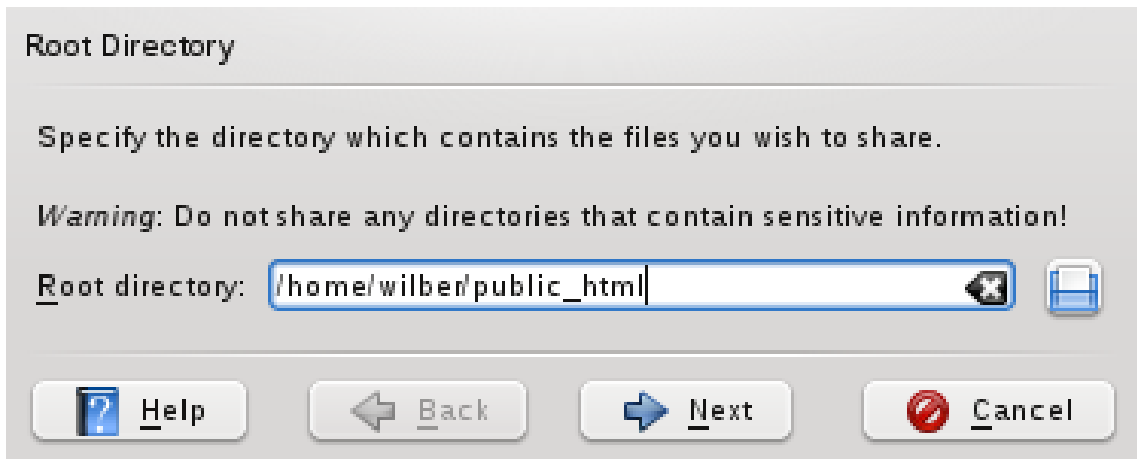 Root Directory
Specify the directory which contains the files you wish to share.
Warning: Do not share any directories that contain sensitive information!
Root directory: /home/wilber/public_html
Help Back Next Cancel